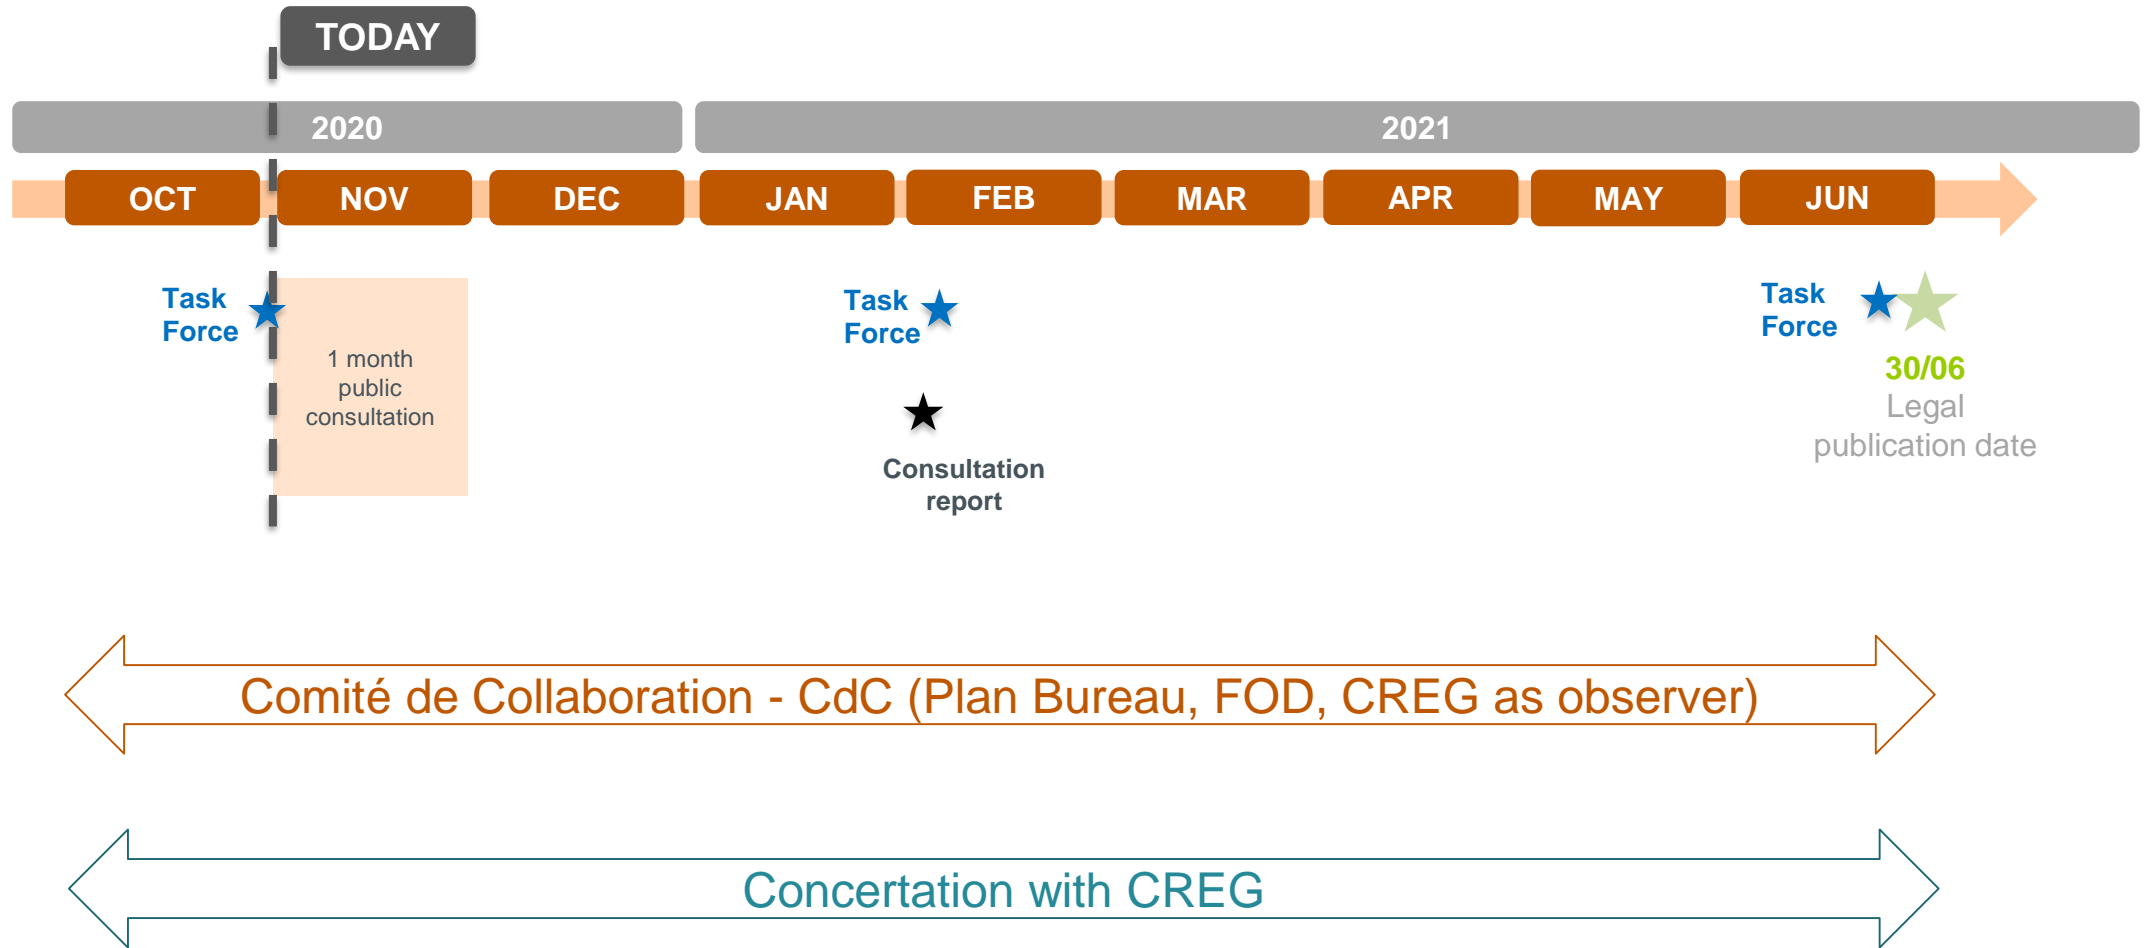 TODAY
2020
2021
OCT
NOV
DEC
JAN
FEB
MAR
APR
MAY
JUN
Task
Force
1 month
public
consultation
Task
Force
Consultation
report
Task
Force
30/06
Legal
publication date
Comité de Collaboration - CdC (Plan Bureau, FOD, CREG as observer)
Concertation with CREG